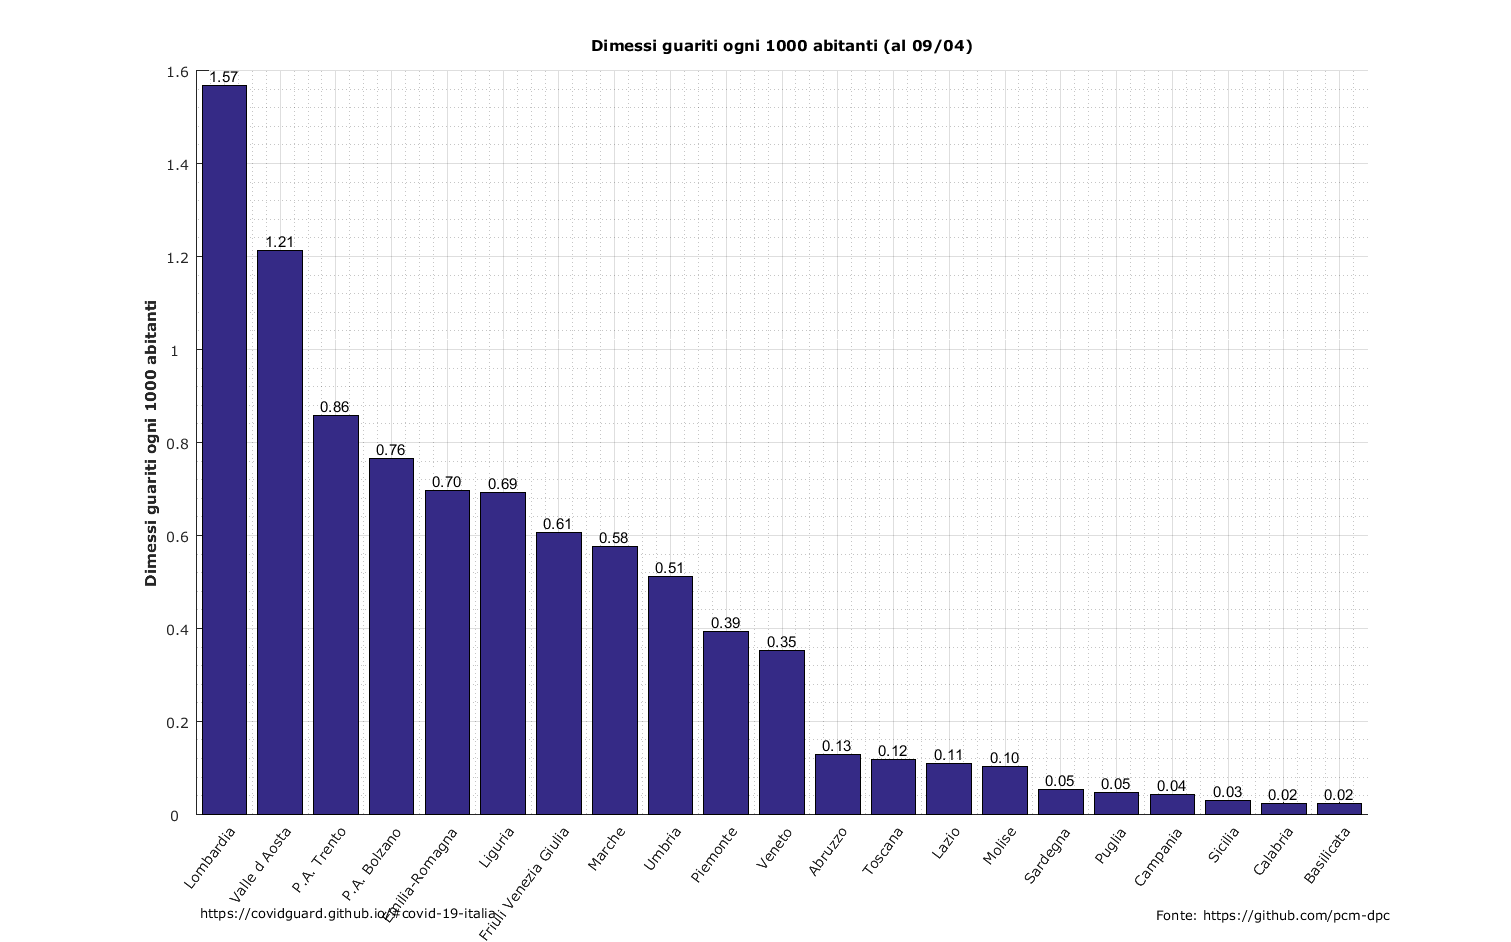 Dimessi guariti ogni 1000 abitanti (al 09/04)
Dimessi guariti ogni 1000 abitanti
1.6
1.4
1.2
1
0.8
0.6
0.4
0.2
0
1.57
1.21
0.86
0.76
0.70
0.69
0.61
0.58
0.51
0.39
0.35
0.13
0.12
0.11
0.10
0.05
0.05
0.04
0.03
0.02
0.02
Lombardia
Valle d Aosta
P.A. Trento
P.A. Bolzano
Emilia-Romagna
Liguria
Friuli Venezia Giulia
Marche
Umbria
Piemonte
Veneto
Abruzzo
Toscana
Lazio
Molise
Sardegna
Puglia
Campania
Sicilia
Calabria
Basilicata
https://covidguard.github.io/#covid-19-italia
Fonte: https://github.com/pcm-dpc